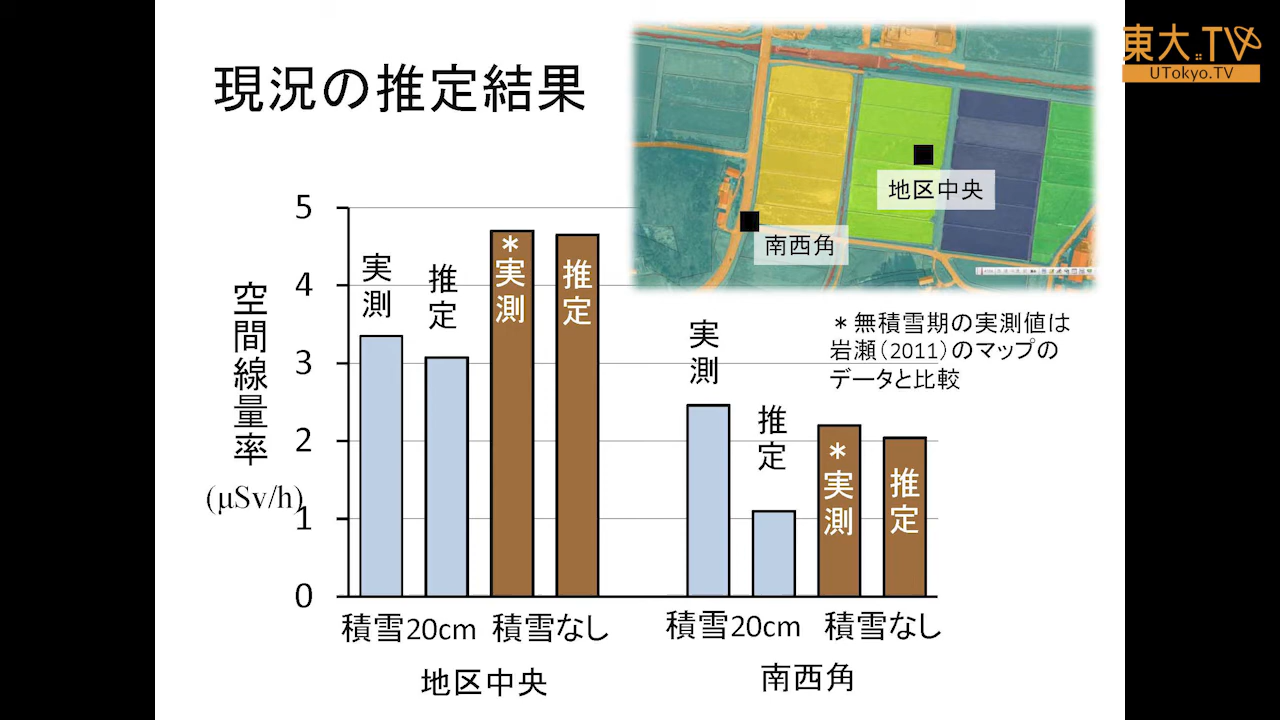 現況の推定結果
東大.TV
UTokyo.TV
地区中央
南西角
空間線量率
(μSv/h)
5
4
3
2
1
0
実測
推定
*実測
推定
実測
推定
*実測
推定
*無積雪期の実測値は
岩瀬(2011)のマップの
データと比較
積雪20cm 積雪なし
積雪20cm 積雪なし
地区中央
南西角